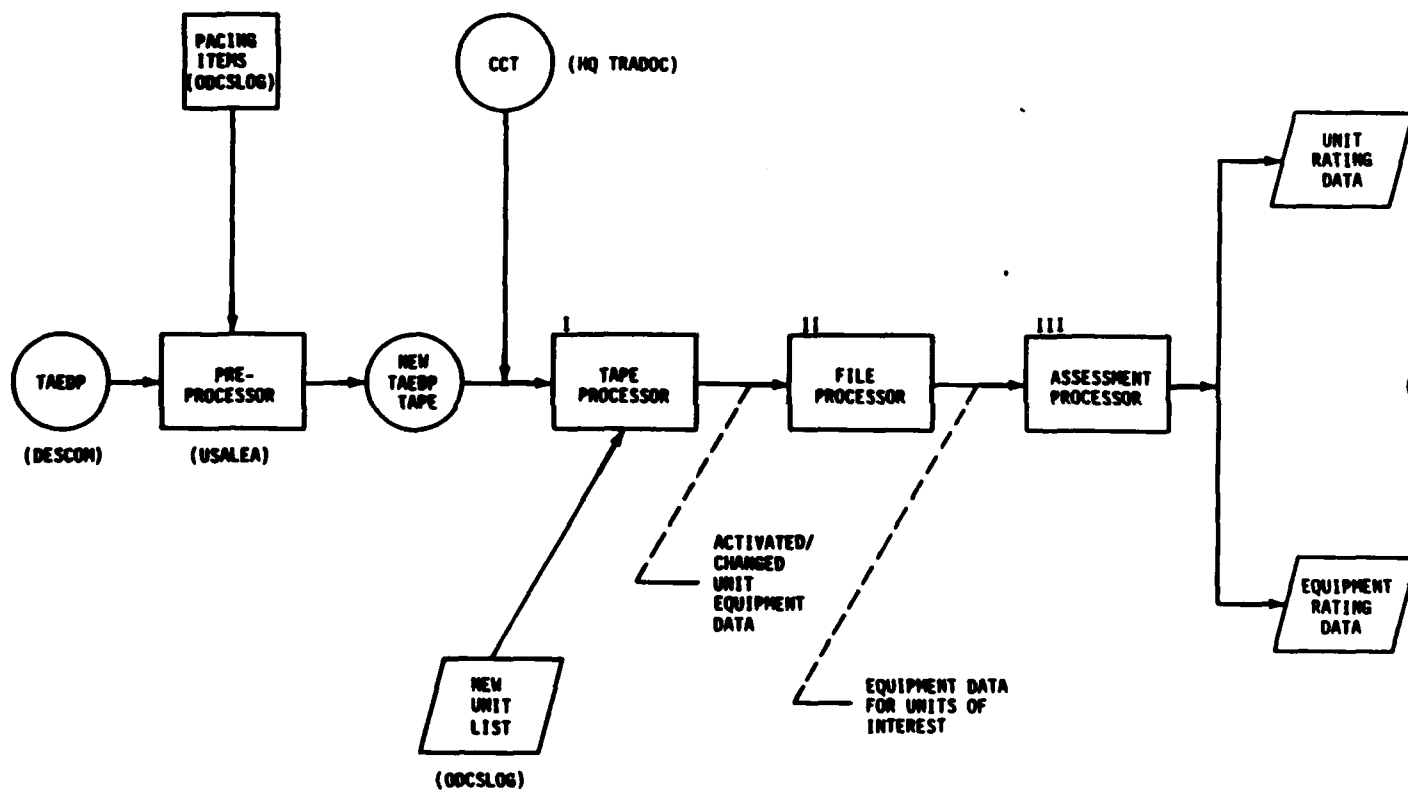 PACING
ITEMS
(ODCSLOG)
CCT
(HQ TRADOC)
UNIT
RATING
DATA
TAEDP
(DESCOM)
PRE-
PROCESSOR
(USALEA)
NEW
TAEDP
TAPE
I
TAPE
PROCESSOR
II
FILE
PROCESSOR
III
ASSESSMENT
PROCESSOR
ACTIVATED/
CHANGED
UNIT
EQUIPMENT
DATA
EQUIPMENT
RATING
DATA
NEW
UNIT
LIST
(ODCSLOG)
EQUIPMENT DATA
FOR UNITS OF
INTEREST